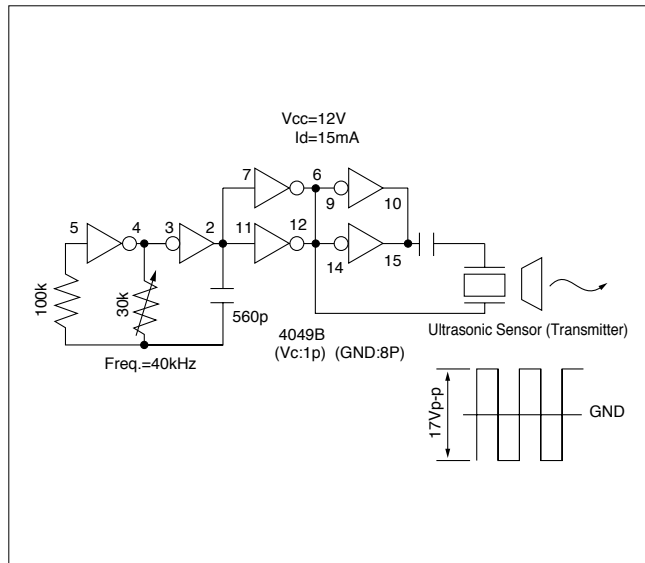 Vcc=12V
Id=15mA
7
6
9
10
5
4
3
2
11
12
14
15
100k
30k
560p
4049B
(Vc:1p) (GND:8P)
Freq.=40kHz
Ultrasonic Sensor (Transmitter)
17Vp-p
GND